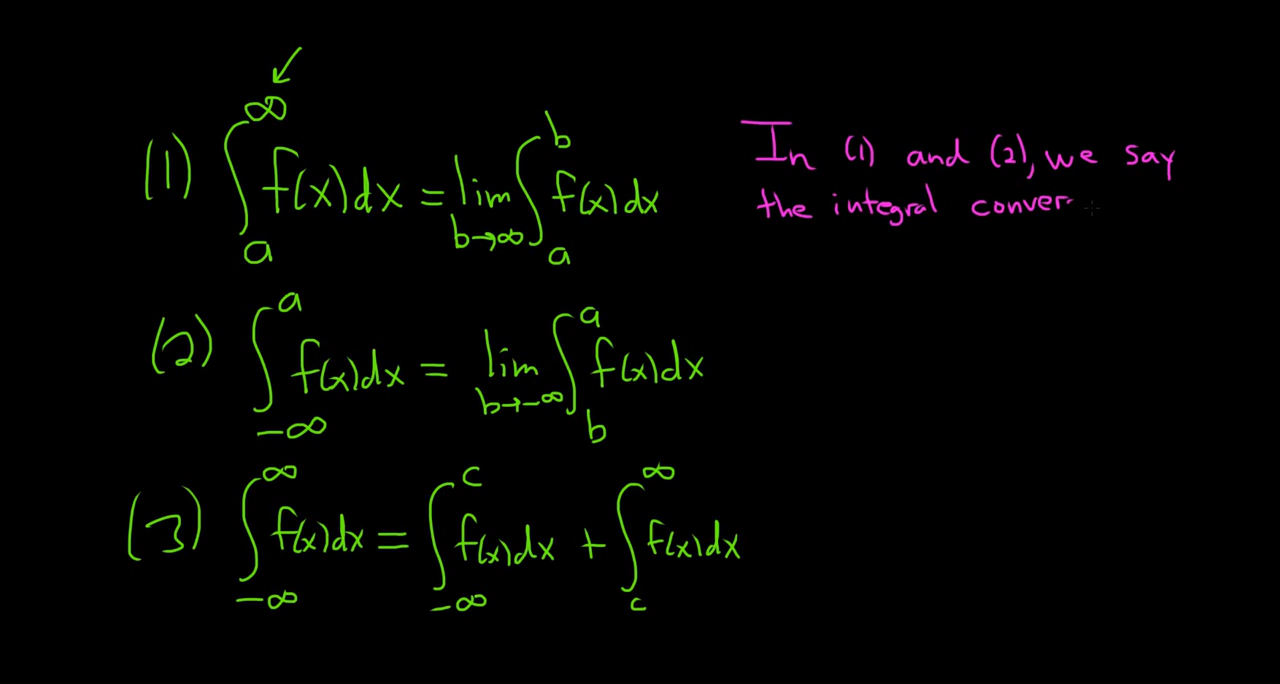 (1) ∫_a^∞ f(x)dx = lim_{b→∞} ∫_a^b f(x)dx
In (1) and (2), we say
the integral conver
(2) ∫_{-∞}^a f(x)dx = lim_{b→-∞} ∫_b^a f(x)dx
(3) ∫_{-∞}^∞ f(x)dx = ∫_{-∞}^c f(x)dx + ∫_c^∞ f(x)dx